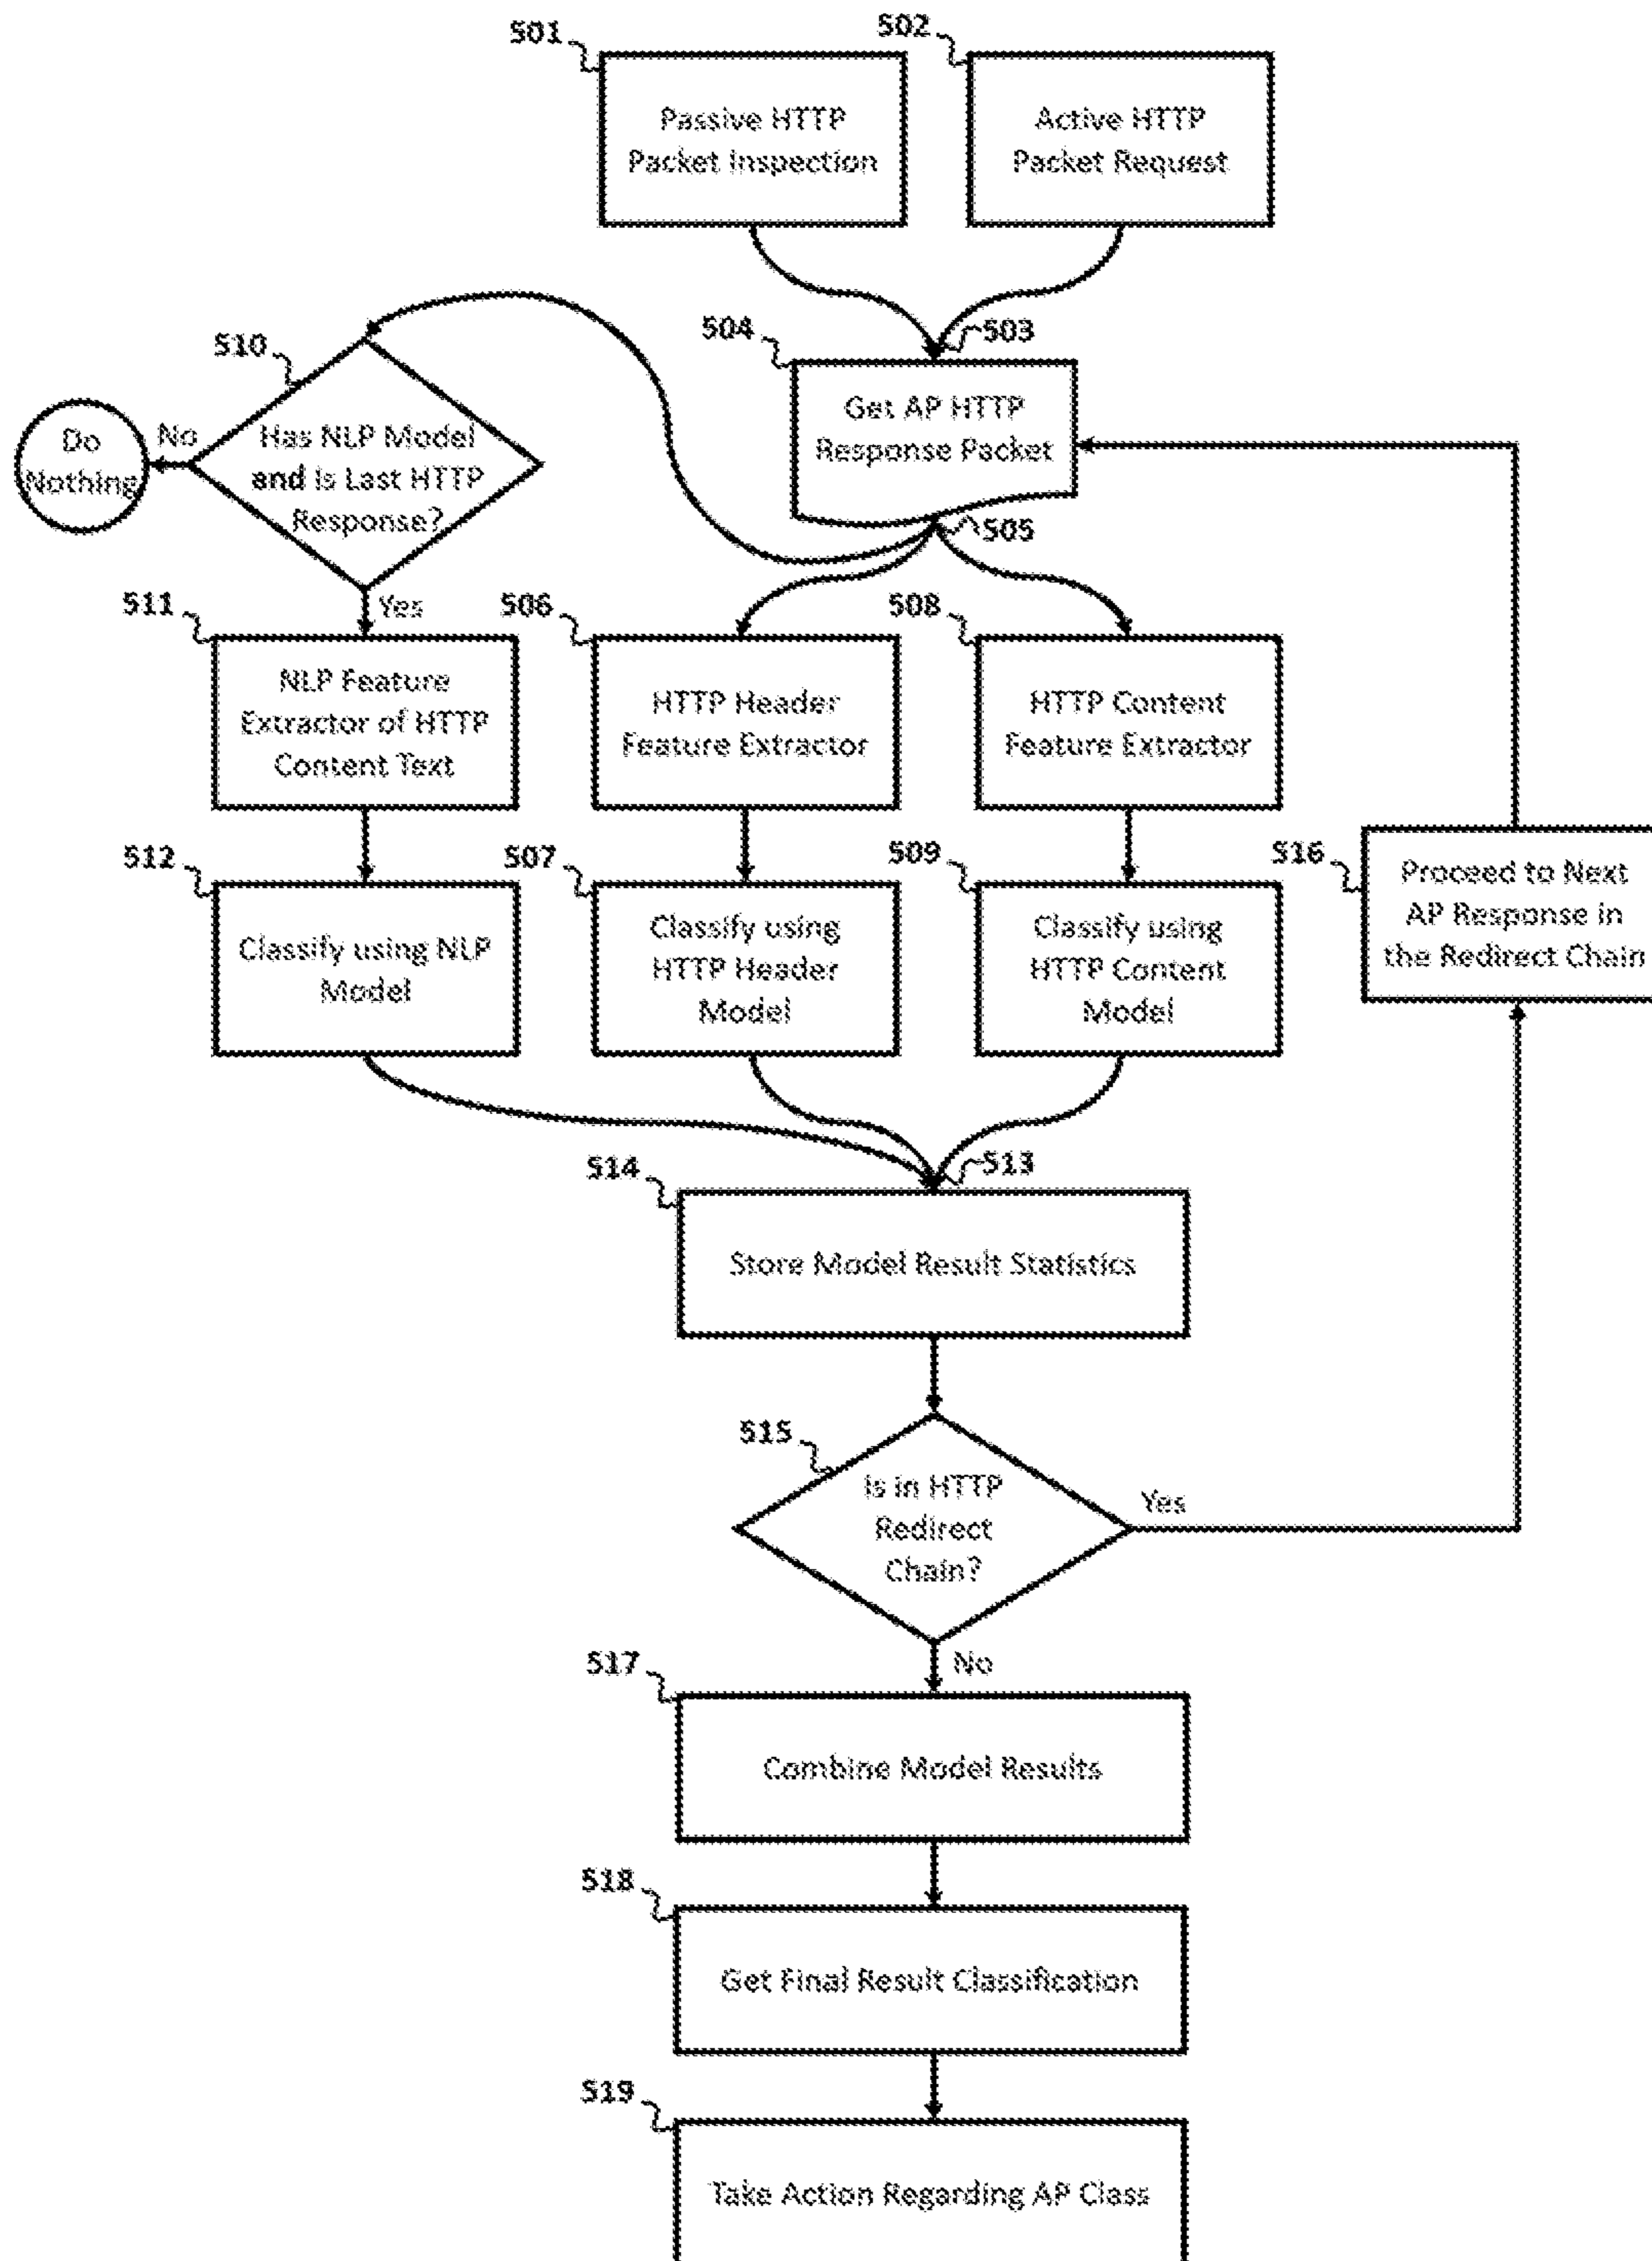 501
502
Passive HTTP
Packet Inspection
Active HTTP
Packet Request
503
504
Get AP HTTP
Response Packet
505
510
Has NLP Model
and Is Last HTTP
Response?
No
Do
Nothing
Yes
511
NLP Feature
Extractor of HTTP
Content Text
506
HTTP Header
Feature Extractor
508
HTTP Content
Feature Extractor
512
Classify using NLP
Model
507
Classify using
HTTP Header
Model
509
Classify using
HTTP Content
Model
516
Proceed to Next
AP Response in
the Redirect Chain
513
514
Store Model Result Statistics
515
Is in HTTP
Redirect
Chain?
Yes
No
517
Combine Model Results
518
Get Final Result Classification
519
Take Action Regarding AP Class